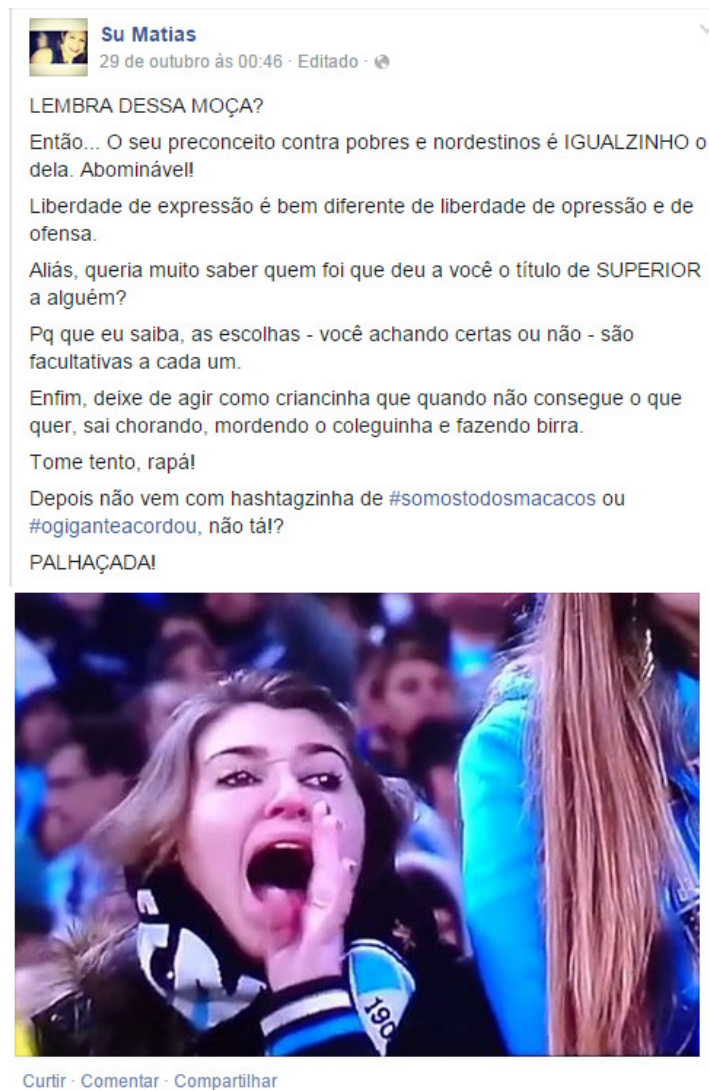 Su Matias
29 de outubro às 00:46 · Editado ·
LEMBRA DESSA MOÇA?
Então... O seu preconceito contra pobres e nordestinos é IGUALZINHO o
dela. Abominável!
Liberdade de expressão é bem diferente de liberdade de opressão e de
ofensa.
Aliás, queria muito saber quem foi que deu a você o título de SUPERIOR
a alguém?
Pq que eu saiba, as escolhas - você achando certas ou não - são
facultativas a cada um.
Enfim, deixe de agir como criancinha que quando não consegue o que
quer, sai chorando, mordendo o coleguinha e fazendo birra.
Tome tento, rapá!
Depois não vem com hashtagzinha de #somostodosmacacos ou
#ogiganteacordou, não tá!?
PALHAÇADA!
190
Curtir · Comentar · Compartilhar